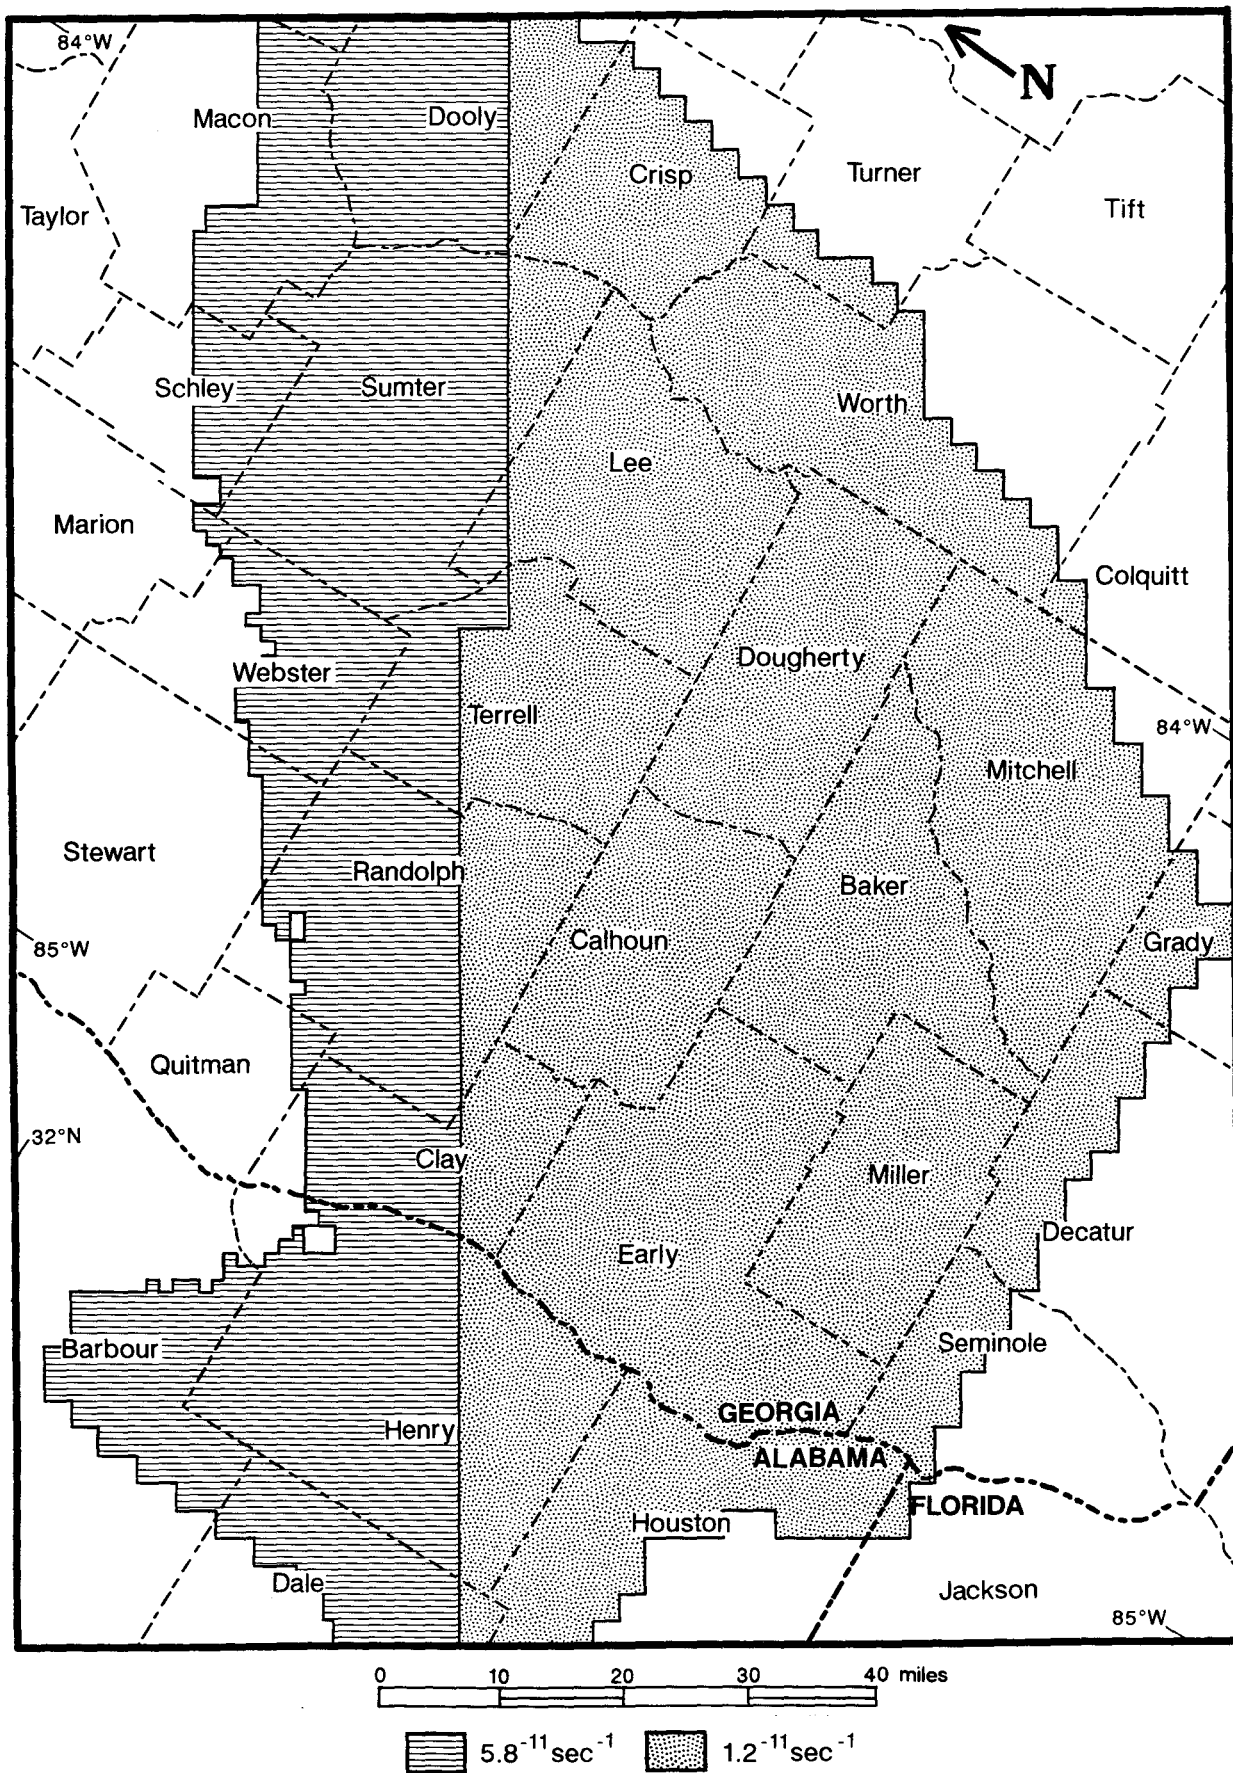 84°W
N
Macon
Dooly
Crisp
Turner
Tift
Taylor
Schley
Sumter
Worth
Lee
Marion
Colquitt
Webster
Dougherty
Terrell
84°W
Mitchell
Stewart
Randolph
Baker
85°W
Calhoun
Grady
Quitman
32°N
Clay
Miller
Decatur
Early
Seminole
Barbour
GEORGIA
Henry
ALABAMA
FLORIDA
Houston
Dale
Jackson
85°W
0 10 20 30 40 miles
5.8⁻¹¹sec⁻¹ 1.2⁻¹¹sec⁻¹